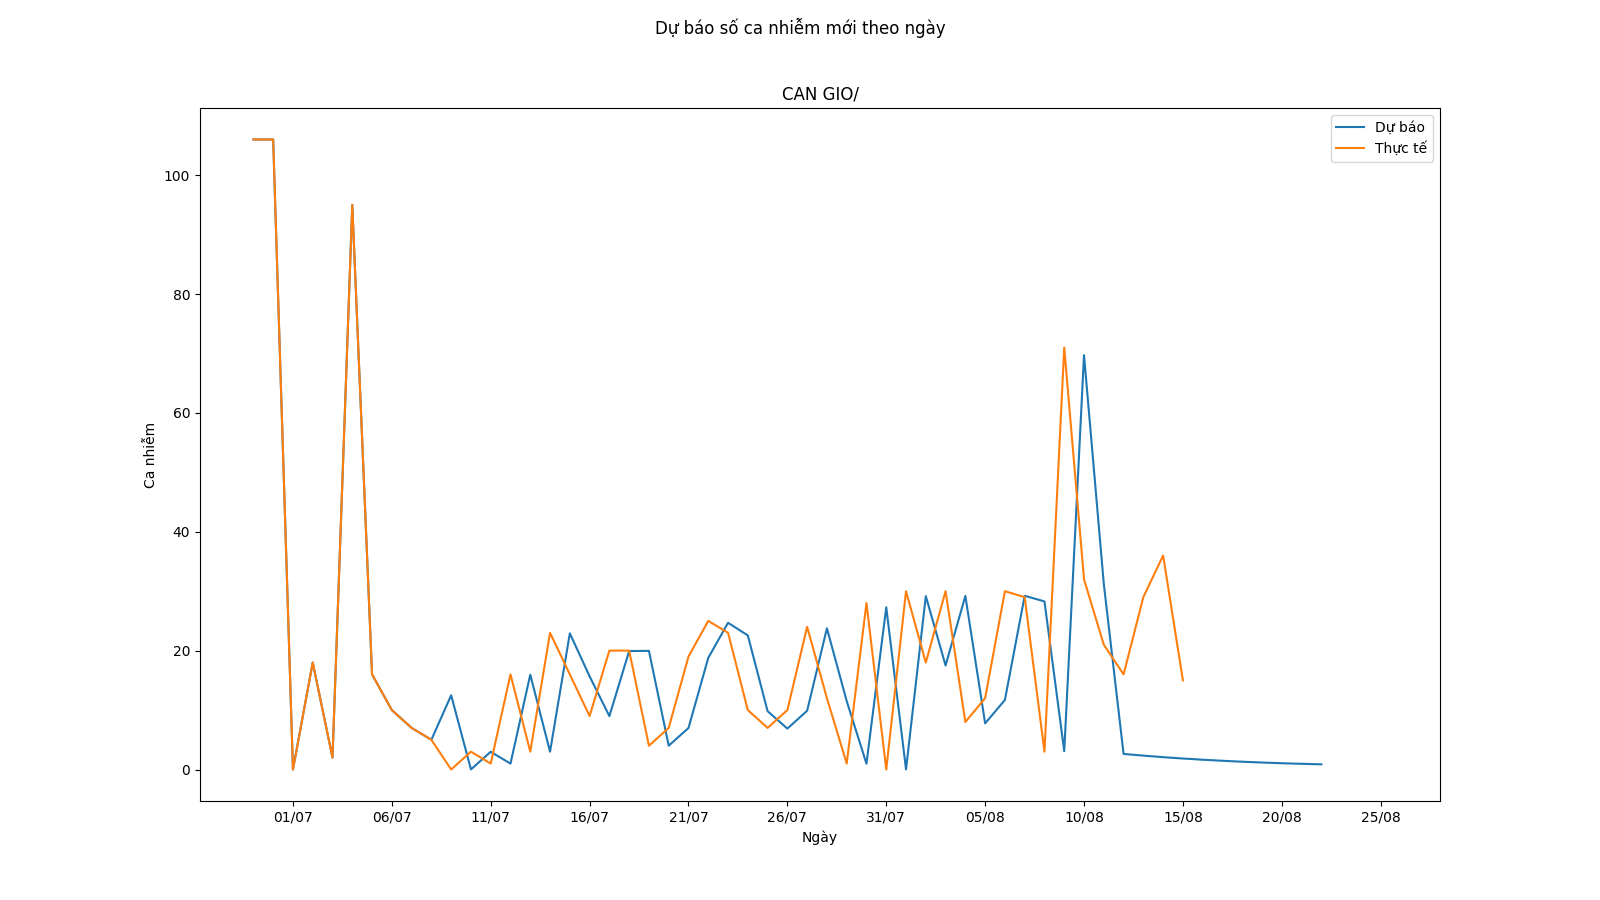 Dự báo số ca nhiễm mới theo ngày
CAN GIO/
Dự báo
Thực tế
100
80
60
40
20
0
Ca nhiễm
01/07 06/07 11/07 16/07 21/07 26/07 31/07 05/08 10/08 15/08 20/08 25/08
Ngày